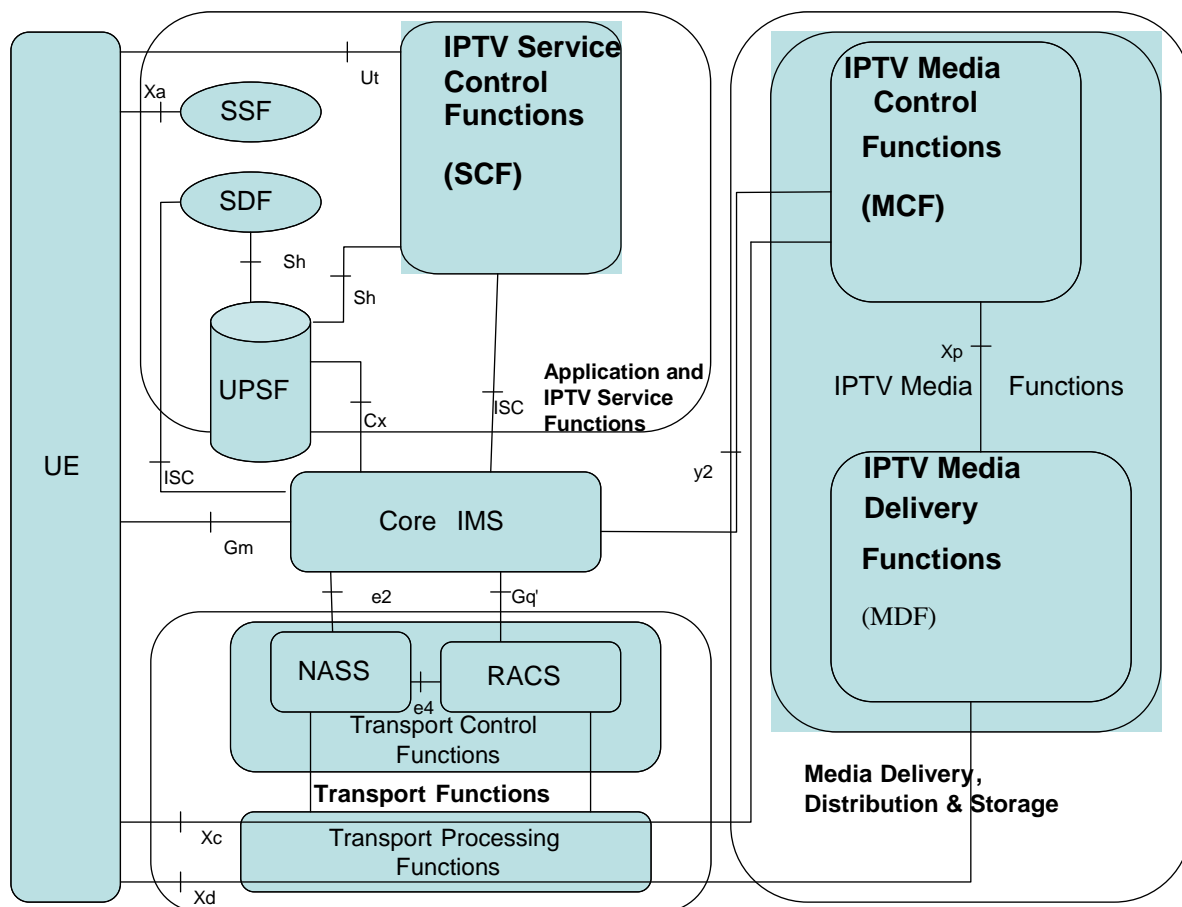 UE
Xa
Ut
SSF
SDF
Sh
Sh
UPSF
Cx
ISC
ISC
IPTV Service
Control
Functions
(SCF)
Application and
IPTV Service
Functions
Gm
Core IMS
e2
Gq'
NASS
e4
RACS
Transport Control
Functions
Transport Functions
Transport Processing
Functions
Xc
Xd
y2
IPTV Media
Control
Functions
(MCF)
Xp
IPTV Media Functions
IPTV Media
Delivery
Functions
(MDF)
Media Delivery,
Distribution & Storage